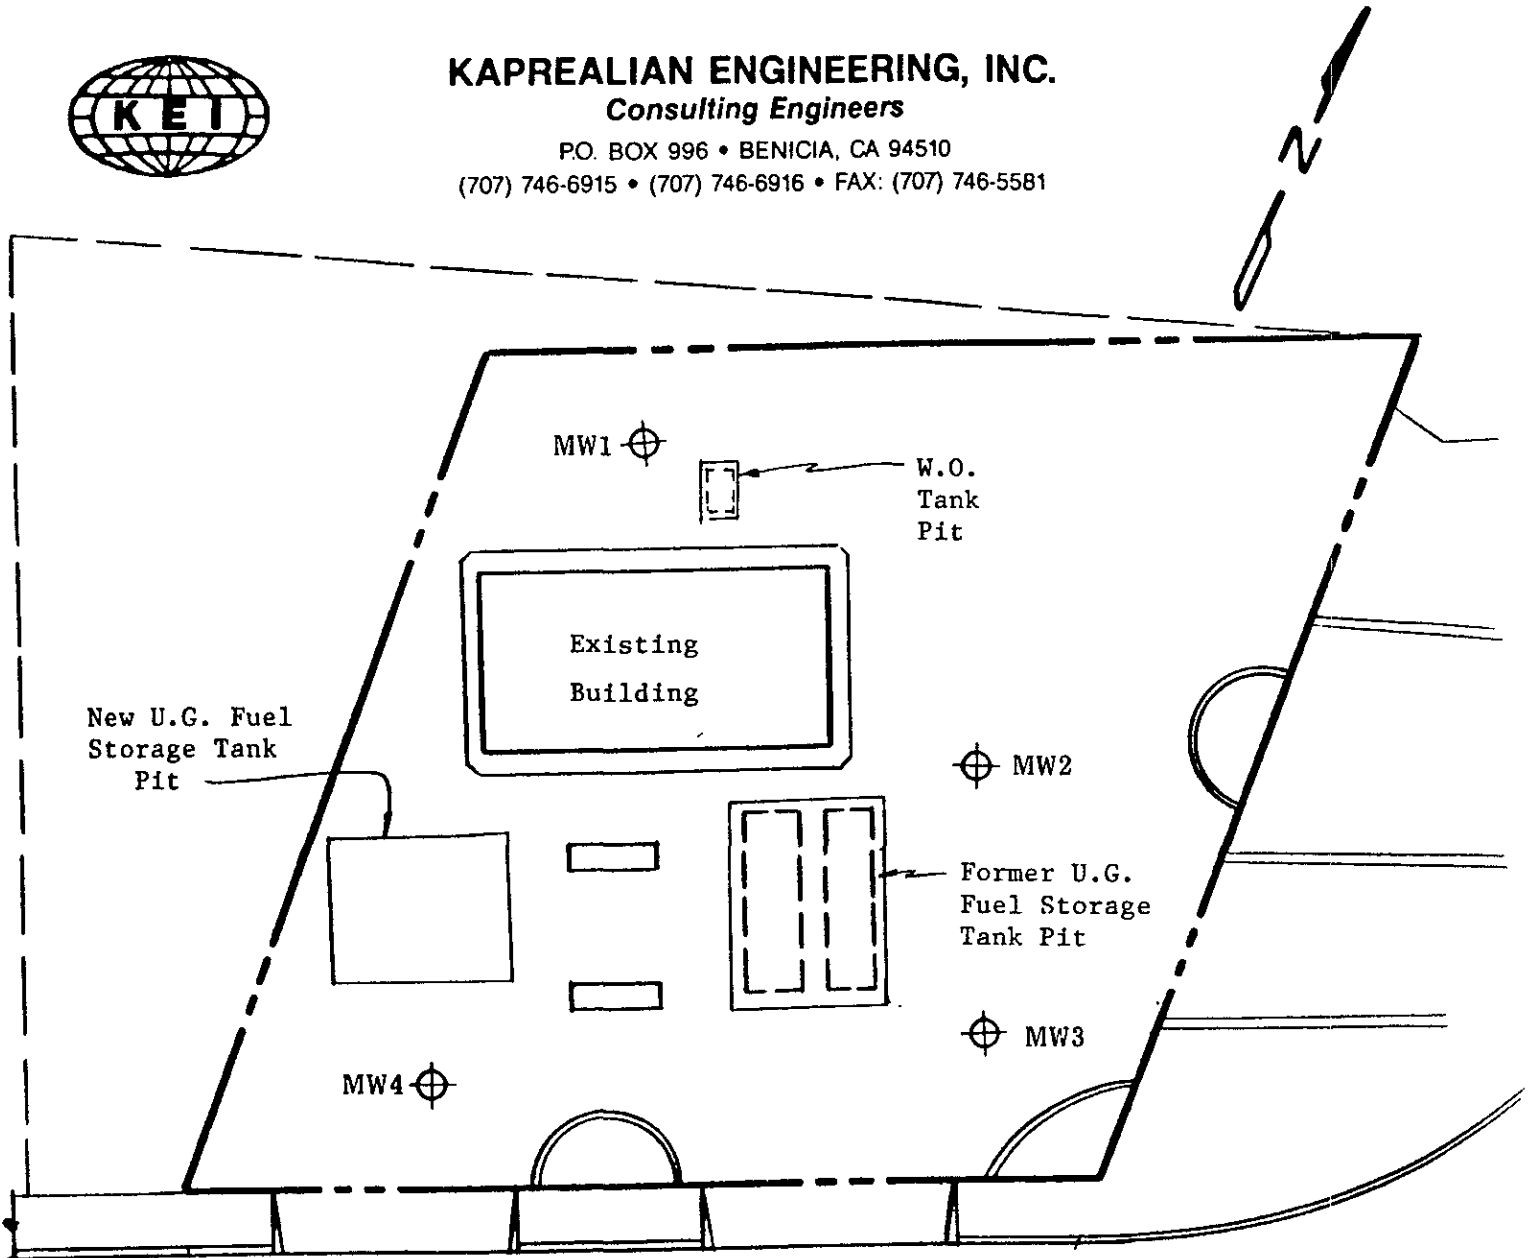 KAPREALIAN ENGINEERING, INC.
KEI
Consulting Engineers
P.O. BOX 996 • BENICIA, CA 94510
(707) 746-6915 • (707) 746-6916 • FAX: (707) 746-5581
N
MW1
W.O.
Tank
Pit
Existing
Building
New U.G. Fuel
Storage Tank
Pit
MW2
Former U.G.
Fuel Storage
Tank Pit
MW3
MW4